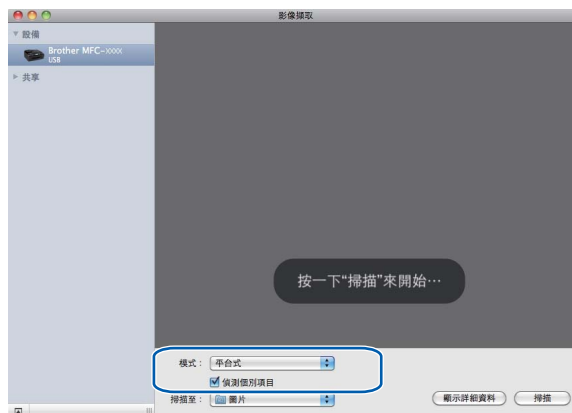 影像擷取
設備
Brother MFC-XXXX
USB
共享
按一下“掃描”來開始…
模式： 平台式
偵測個別項目
掃描至： 圖片
顯示詳細資料 掃描